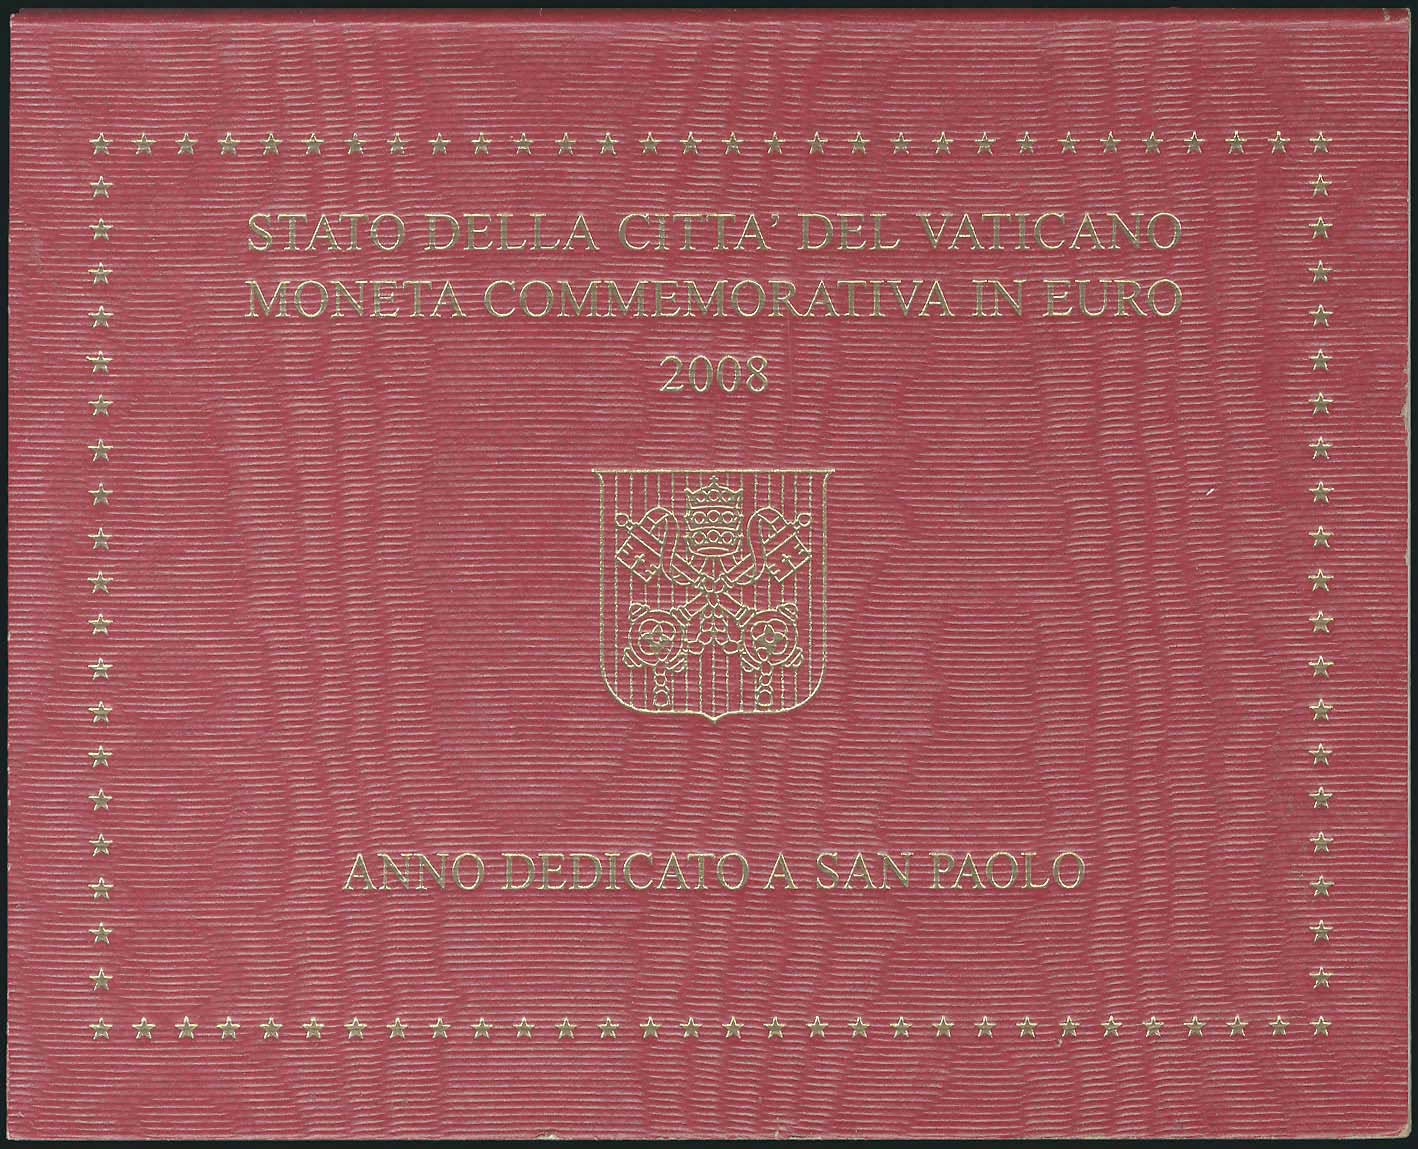 STATO DELLA CITTA' DEL VATICANO
MONETA COMMEMORATIVA IN EURO
2008
ANNO DEDICATO A SAN PAOLO